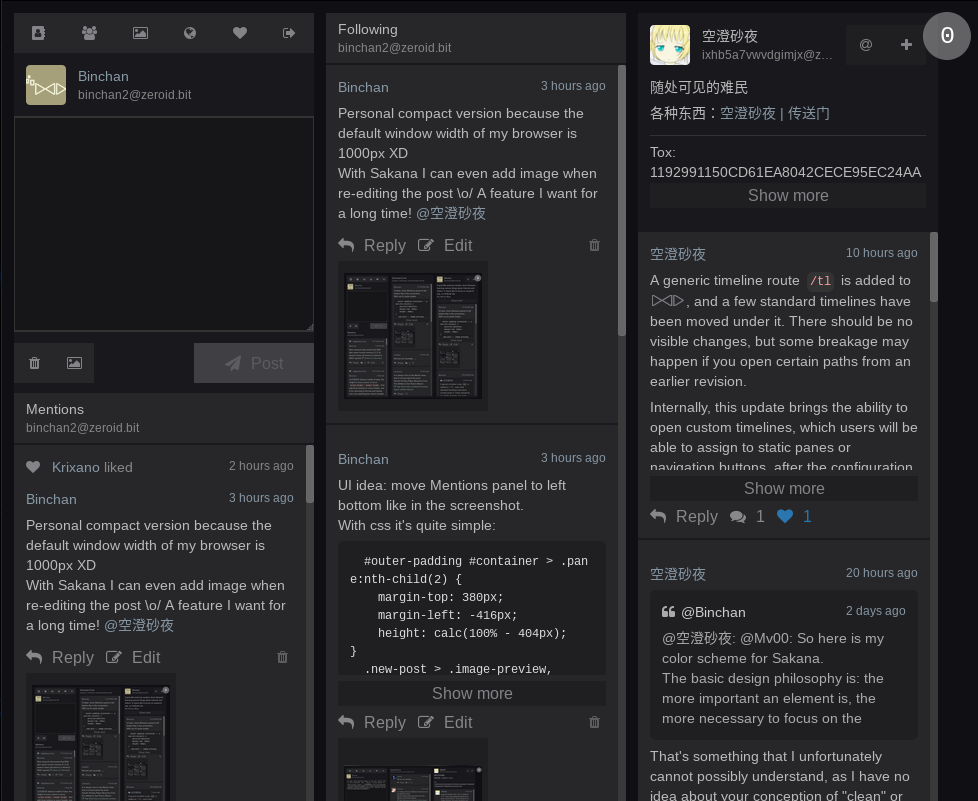 Binchan
binchan2@zeroid.bit
Post
Mentions
binchan2@zeroid.bit
Krixano liked
2 hours ago
Binchan
3 hours ago
Personal compact version because the
default window width of my browser is
1000px XD
With Sakana I can even add image when
re-editing the post \o/ A feature I want for
a long time! @空澄砂夜
Reply Edit
Following
binchan2@zeroid.bit
Binchan
3 hours ago
Personal compact version because the
default window width of my browser is
1000px XD
With Sakana I can even add image when
re-editing the post \o/ A feature I want for
a long time! @空澄砂夜
Reply Edit
Binchan
3 hours ago
UI idea: move Mentions panel to left
bottom like in the screenshot.
With css it's quite simple:
#outer-padding #container > .pan
e:nth-child(2) {
margin-top: 380px;
margin-left: -416px;
height: calc(100% - 404px);
}
.new-post > .image-preview,
Show more
Reply Edit
空澄砂夜
ixhb5a7vwvdgimjx@z...
@
0
随处可见的难民
各种东西：空澄砂夜 | 传送门
Tox:
1192991150CD61EA8042CECE95EC24AA
Show more
空澄砂夜
10 hours ago
A generic timeline route /tl is added to
, and a few standard timelines have
been moved under it. There should be no
visible changes, but some breakage may
happen if you open certain paths from an
earlier revision.
Internally, this update brings the ability to
open custom timelines, which users will be
able to assign to static panes or
navigation buttons, after the configuration
Show more
Reply 1 1
空澄砂夜
20 hours ago
@Binchan
2 days ago
@空澄砂夜: @Mv00: So here is my
color scheme for Sakana.
The basic design philosophy is: the
more important an element is, the
more necessary to focus on the
That's something that I unfortunately
cannot possibly understand, as I have no
idea about your conception of "clean" or